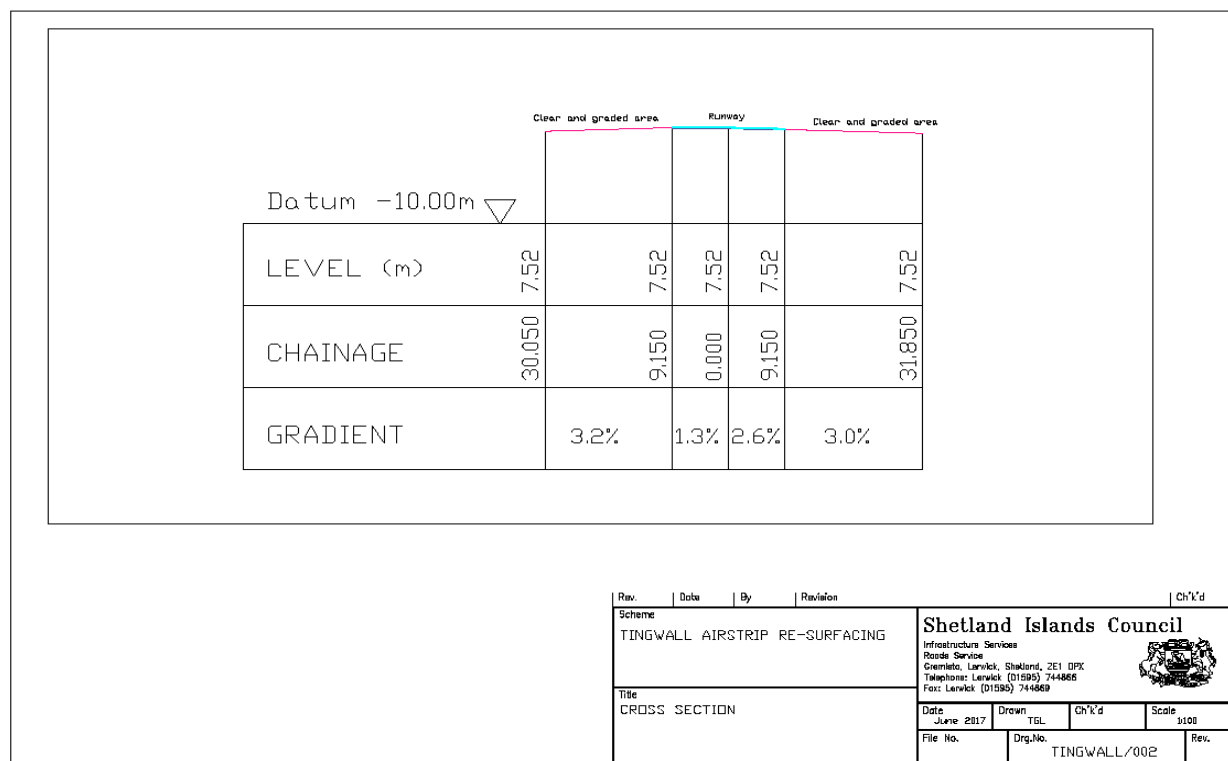 Clear and graded area
Runway
Clear and graded area
Datum -10.00m
LEVEL (m) 7.52 7.52 7.52 7.52 7.52
CHAINAGE 30.050 9.150 0.000 9.150 31.850
GRADIENT 3.2% 1.3% 2.6% 3.0%
Rev. Date By Revision Ch'k'd
Scheme
TINGWALL AIRSTRIP RE-SURFACING
Title
CROSS SECTION
Shetland Islands Council
Infrastructure Services
Roads Service
Gremista, Lerwick, Shetland, ZE1 0PX
Telephone: Lerwick (01595) 744866
Fax: Lerwick (01595) 744869
Date
June 2017
Drawn
TGL
Ch'k'd
Scale
1:100
File No.
Drg.No.
TINGWALL/002
Rev.